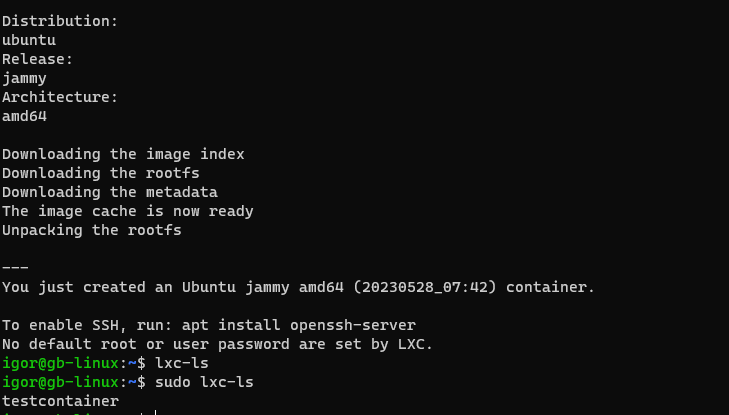 Distribution:
ubuntu
Release:
jammy
Architecture:
amd64

Downloading the image index
Downloading the rootfs
Downloading the metadata
The image cache is now ready
Unpacking the rootfs

---
You just created an Ubuntu jammy amd64 (20230528_07:42) container.

To enable SSH, run: apt install openssh-server
No default root or user password are set by LXC.
igor@gb-linux:~$ lxc-ls
igor@gb-linux:~$ sudo lxc-ls
testcontainer
igor@gb-linux:~$